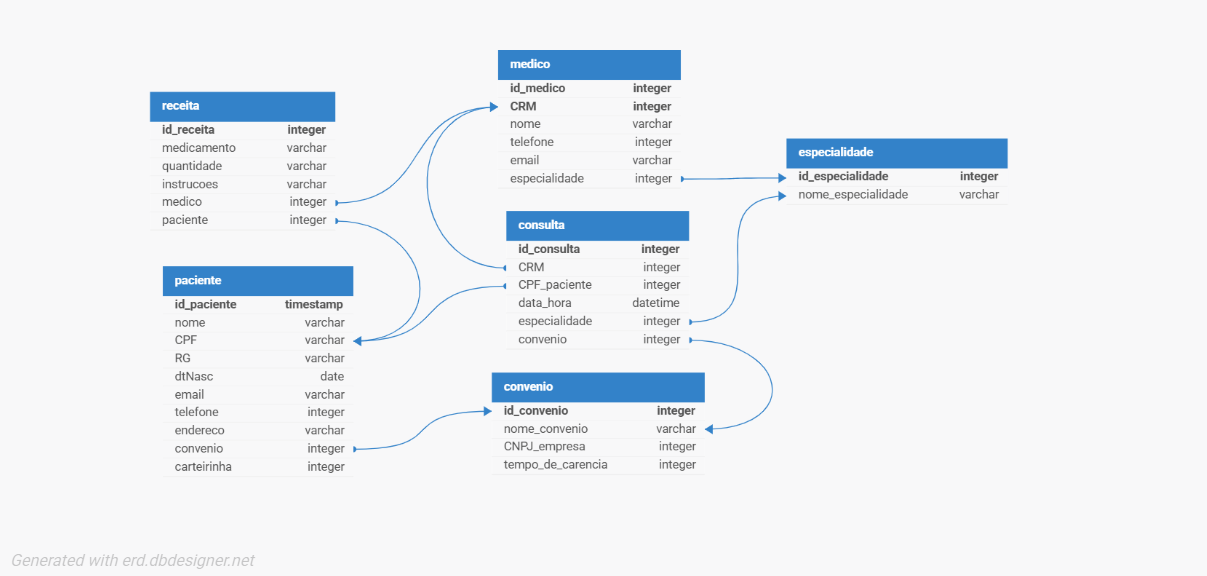 receita
id_receita integer
medicamento varchar
quantidade varchar
instrucoes varchar
medico integer
paciente integer
paciente
id_paciente timestamp
nome varchar
CPF varchar
RG varchar
dtNasc date
email varchar
telefone integer
endereco varchar
convenio integer
carteirinha integer
medico
id_medico integer
CRM integer
nome varchar
telefone integer
email varchar
especialidade integer
consulta
id_consulta integer
CRM integer
CPF_paciente integer
data_hora datetime
especialidade integer
convenio integer
convenio
id_convenio integer
nome_convenio varchar
CNPJ_empresa integer
tempo_de_carencia integer
especialidade
id_especialidade integer
nome_especialidade varchar
Generated with erd.dbdesigner.net